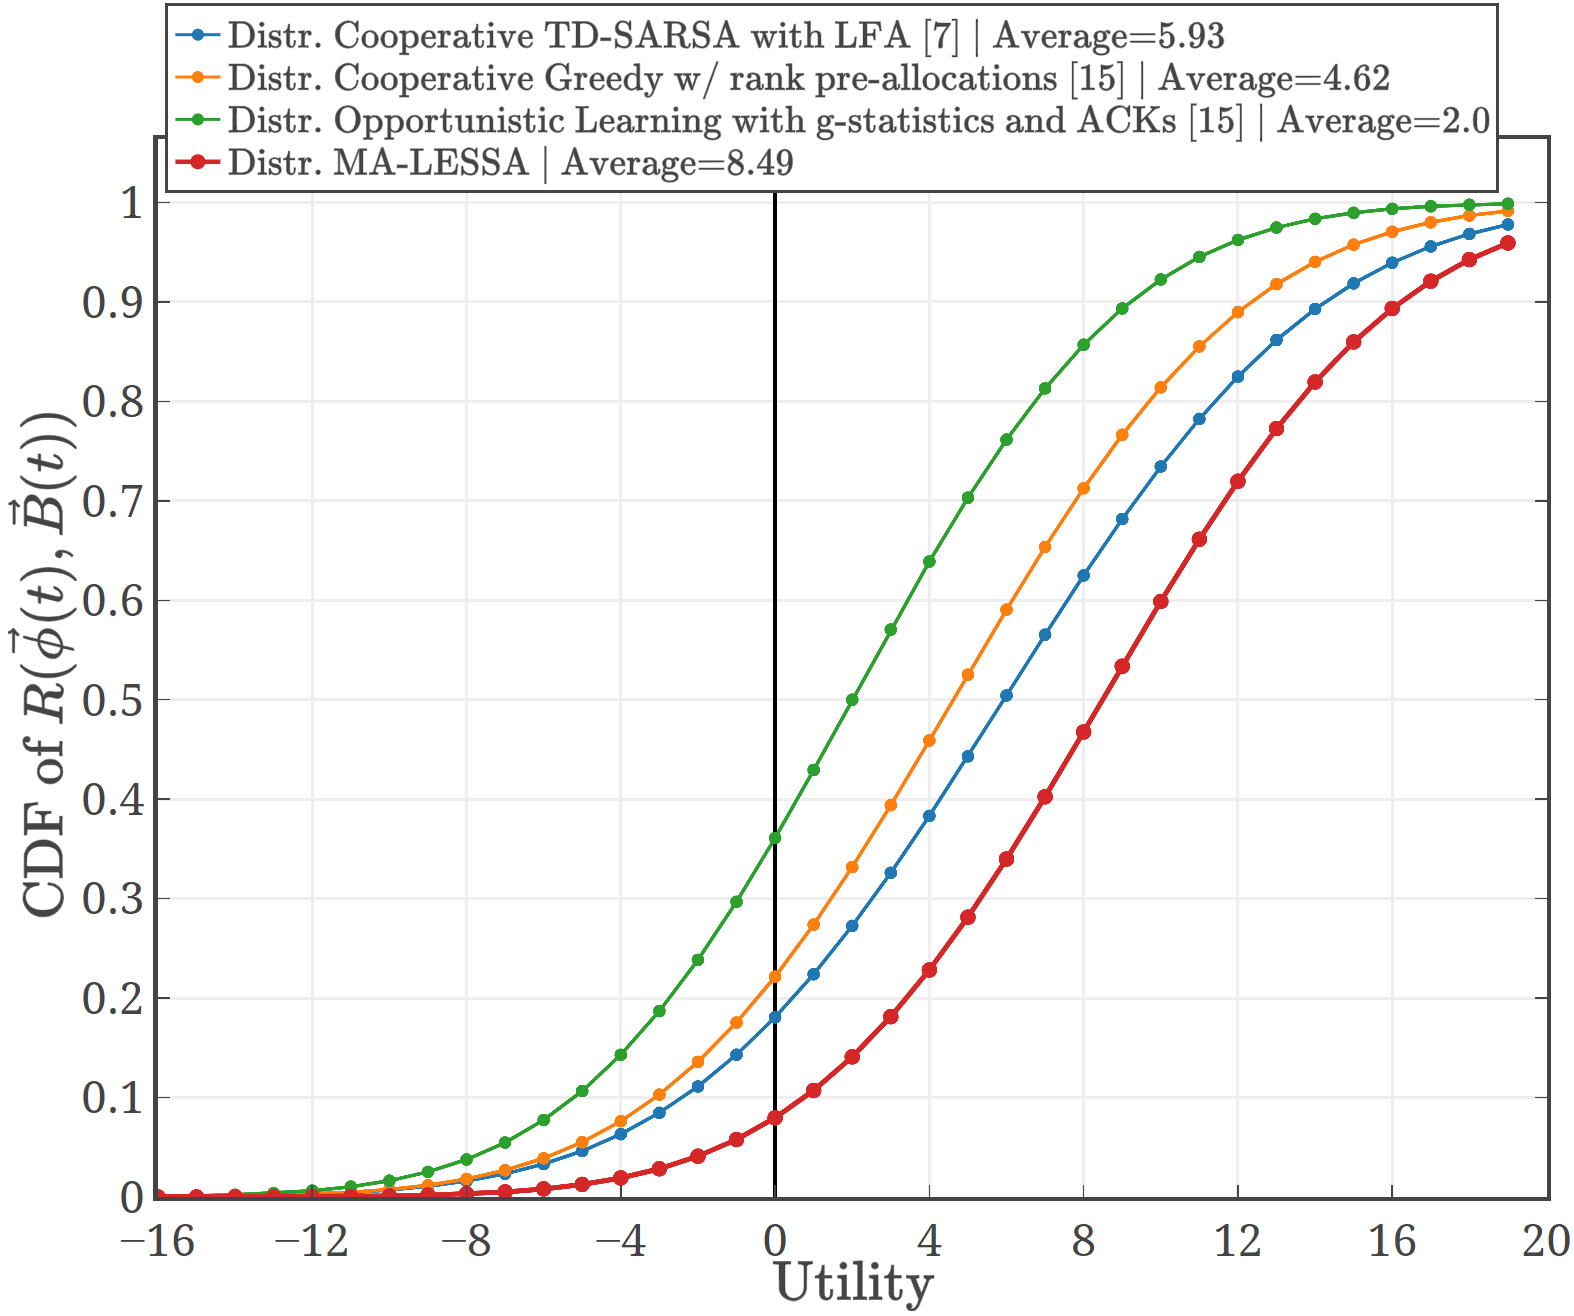 Distr. Cooperative TD-SARSA with LFA [7] | Average=5.93
Distr. Cooperative Greedy w/ rank pre-allocations [15] | Average=4.62
Distr. Opportunistic Learning with g-statistics and ACKs [15] | Average=2.0
Distr. MA-LESSA | Average=8.49
1
0.9
0.8
0.7
0.6
0.5
0.4
0.3
0.2
0.1
0
CDF of R(ϕ⃗(t), B⃗(t))
−16 −12 −8 −4 0 4 8 12 16 20
Utility